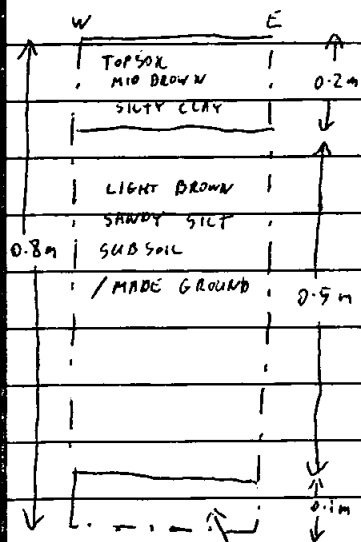 W E
TOPSOIL
MID BROWN
SILTY CLAY
0.2m
LIGHT BROWN
SANDY SILT
SUBSOIL
/ MADE GROUND
0.8m
0.5m
0.1m